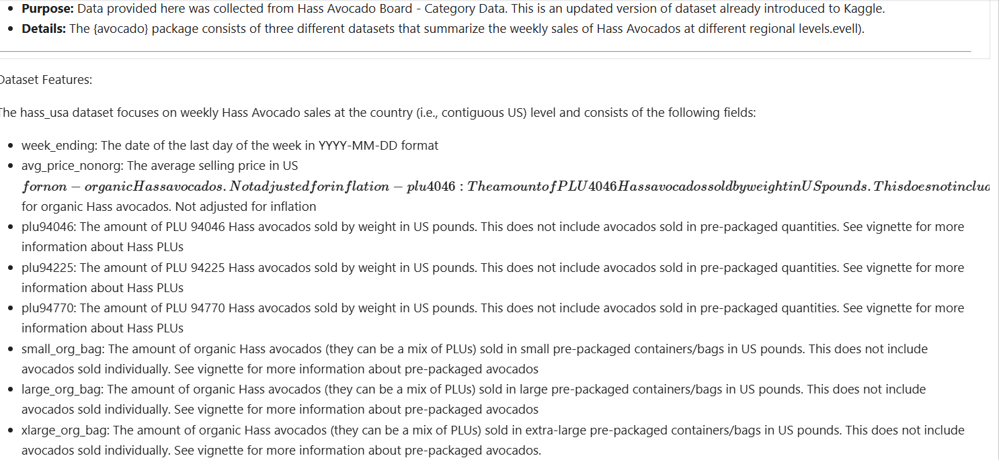 • Purpose: Data provided here was collected from Hass Avocado Board - Category Data. This is an updated version of dataset already introduced to Kaggle.
• Details: The {avocado} package consists of three different datasets that summarize the weekly sales of Hass Avocados at different regional levels.evell).
Dataset Features:
The hass_usa dataset focuses on weekly Hass Avocado sales at the country (i.e., contiguous US) level and consists of the following fields:
• week_ending: The date of the last day of the week in YYYY-MM-DD format
• avg_price_nonorg: The average selling price in US
fornon − organicHassavocados. Notadjustedforinflation − plu4046 : TheamountofPLU4046HassavocadossoldbyweightinUSpounds. Thisdoesnotinclud
for organic Hass avocados. Not adjusted for inflation
• plu94046: The amount of PLU 94046 Hass avocados sold by weight in US pounds. This does not include avocados sold in pre-packaged quantities. See vignette for more
information about Hass PLUs
• plu94225: The amount of PLU 94225 Hass avocados sold by weight in US pounds. This does not include avocados sold in pre-packaged quantities. See vignette for more
information about Hass PLUs
• plu94770: The amount of PLU 94770 Hass avocados sold by weight in US pounds. This does not include avocados sold in pre-packaged quantities. See vignette for more
information about Hass PLUs
• small_org_bag: The amount of organic Hass avocados (they can be a mix of PLUs) sold in small pre-packaged containers/bags in US pounds. This does not include
avocados sold individually. See vignette for more information about pre-packaged avocados
• large_org_bag: The amount of organic Hass avocados (they can be a mix of PLUs) sold in large pre-packaged containers/bags in US pounds. This does not include
avocados sold individually. See vignette for more information about pre-packaged avocados
• xlarge_org_bag: The amount of organic Hass avocados (they can be a mix of PLUs) sold in extra-large pre-packaged containers/bags in US pounds. This does not include
avocados sold individually. See vignette for more information about pre-packaged avocados.